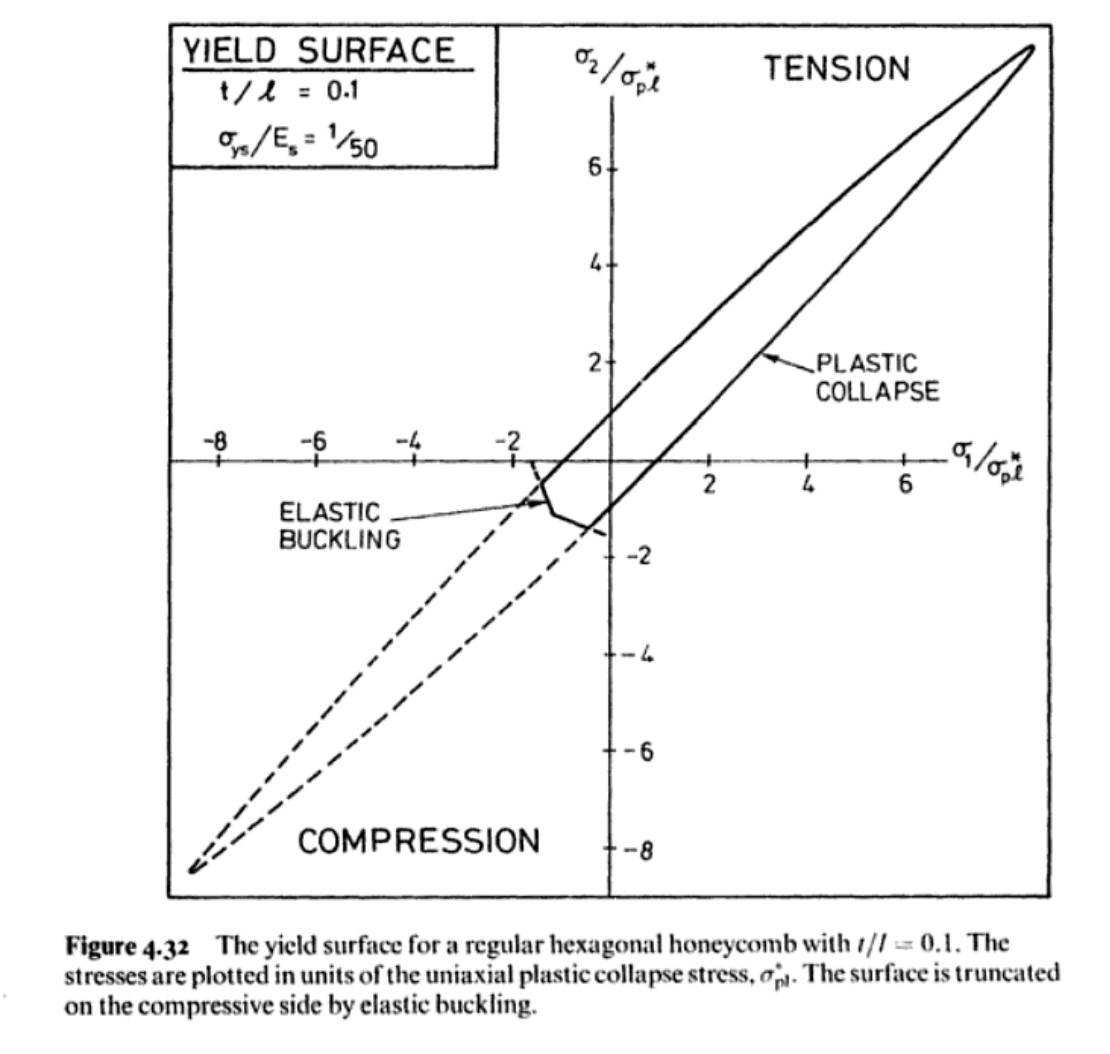 YIELD SURFACE
t/ℓ = 0.1
σys/Es = 1/50
σ2/σ*pℓ
TENSION
6
4
2
PLASTIC
COLLAPSE
-8 -6 -4 -2
σ1/σ*pℓ
2 4 6
ELASTIC
BUCKLING
-2
-4
-6
COMPRESSION
-8
Figure 4.32 The yield surface for a regular hexagonal honeycomb with t/l = 0.1. The
stresses are plotted in units of the uniaxial plastic collapse stress, σ*pl. The surface is truncated
on the compressive side by elastic buckling.